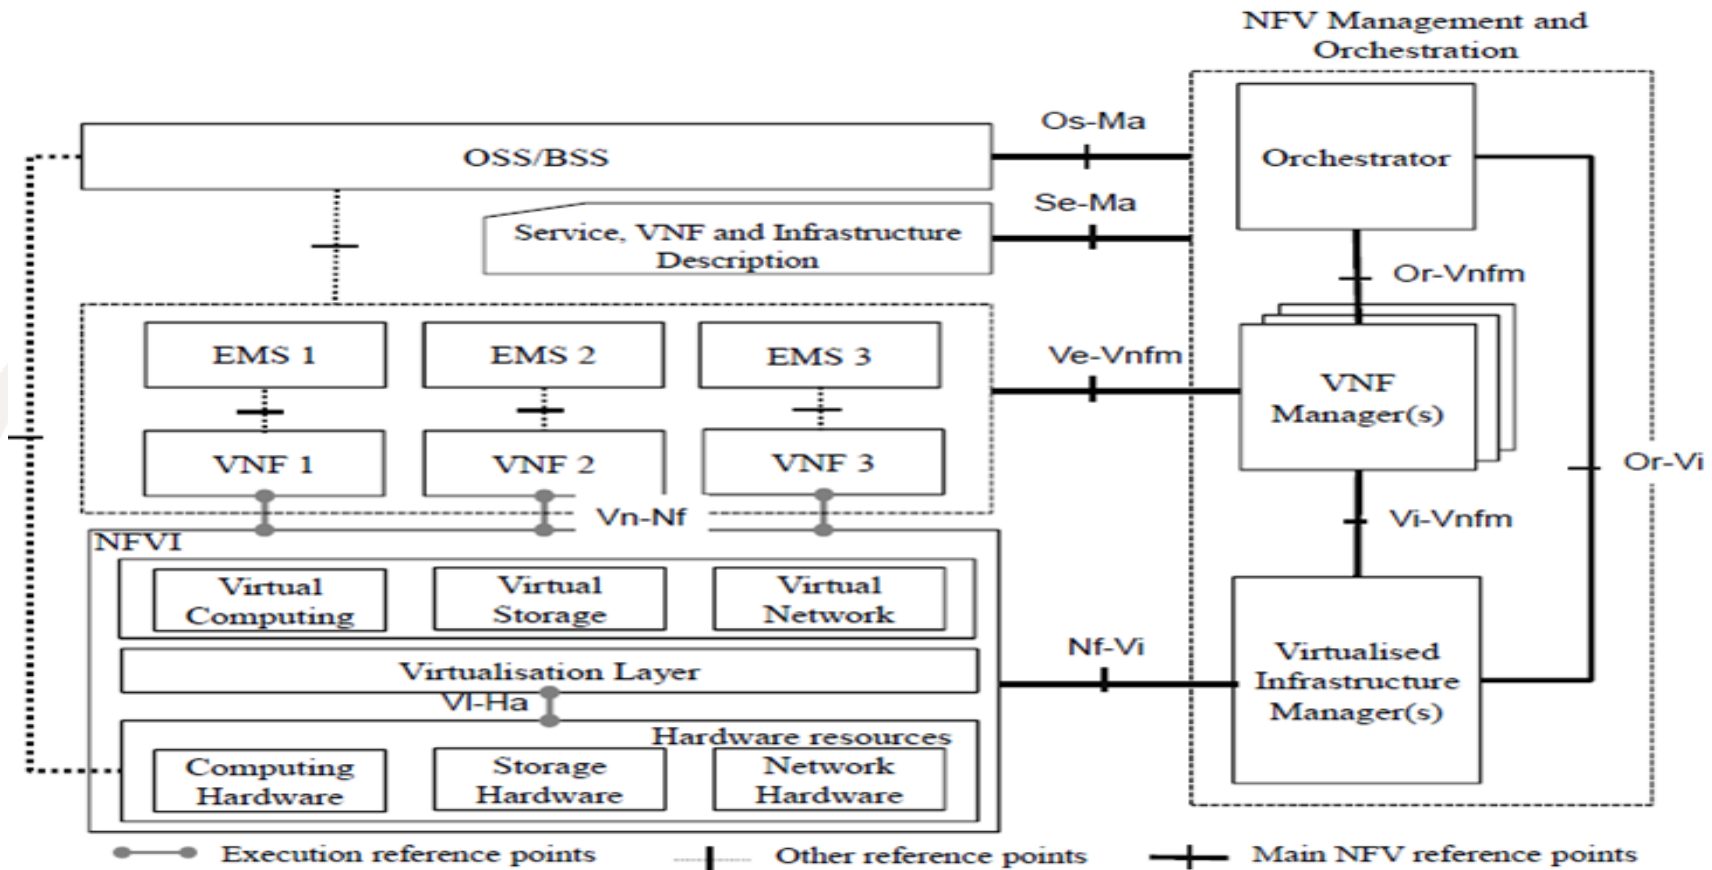 NFV Management and
Orchestration
Os-Ma
OSS/BSS
Orchestrator
Se-Ma
Service, VNF and Infrastructure
Description
Or-Vnfm
EMS 1
EMS 2
EMS 3
Ve-Vnfm
VNF
Manager(s)
VNF 1
VNF 2
VNF 3
Or-Vi
Vn-Nf
Vi-Vnfm
NFVI
Virtual
Computing
Virtual
Storage
Virtual
Network
Nf-Vi
Virtualised
Infrastructure
Manager(s)
Virtualisation Layer
Vl-Ha
Hardware resources
Computing
Hardware
Storage
Hardware
Network
Hardware
Execution reference points
Other reference points
Main NFV reference points